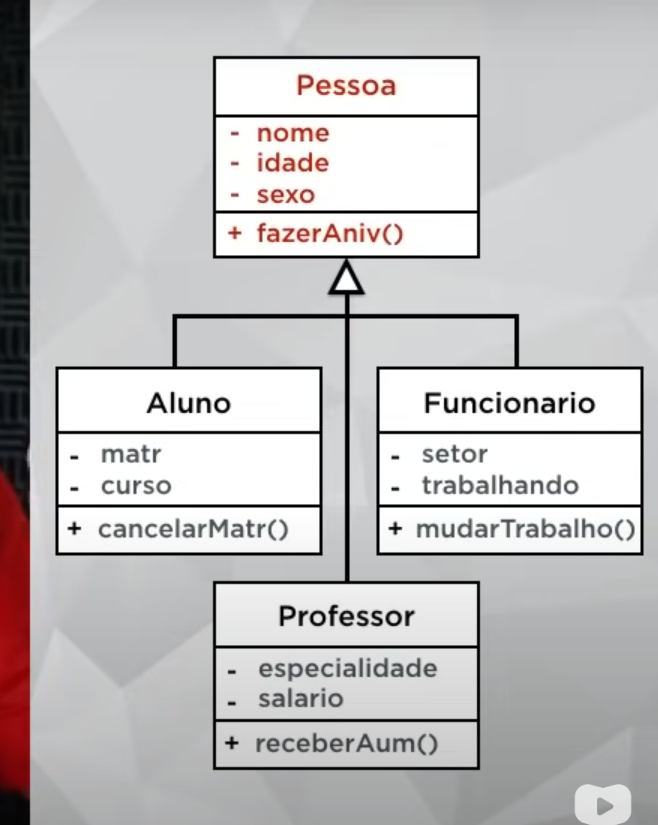 Pessoa
- nome
- idade
- sexo
+ fazerAniv()
Aluno
- matr
- curso
+ cancelarMatr()
Funcionario
- setor
- trabalhando
+ mudarTrabalho()
Professor
- especialidade
- salario
+ receberAum()